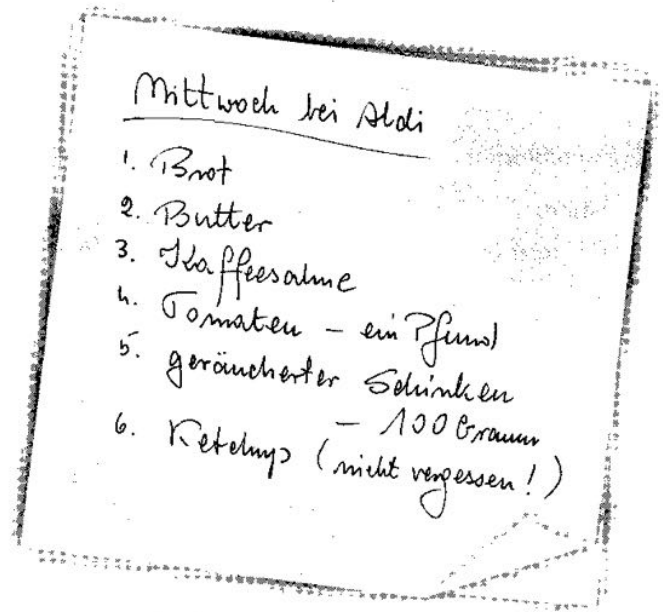 Mittwoch bei Aldi
1. Brot
2. Butter
3. Kaffeesahne
4. Tomaten – ein Pfund
5. geräucherter Schinken
– 100 Gramm
6. Ketchup (nicht vergessen!)